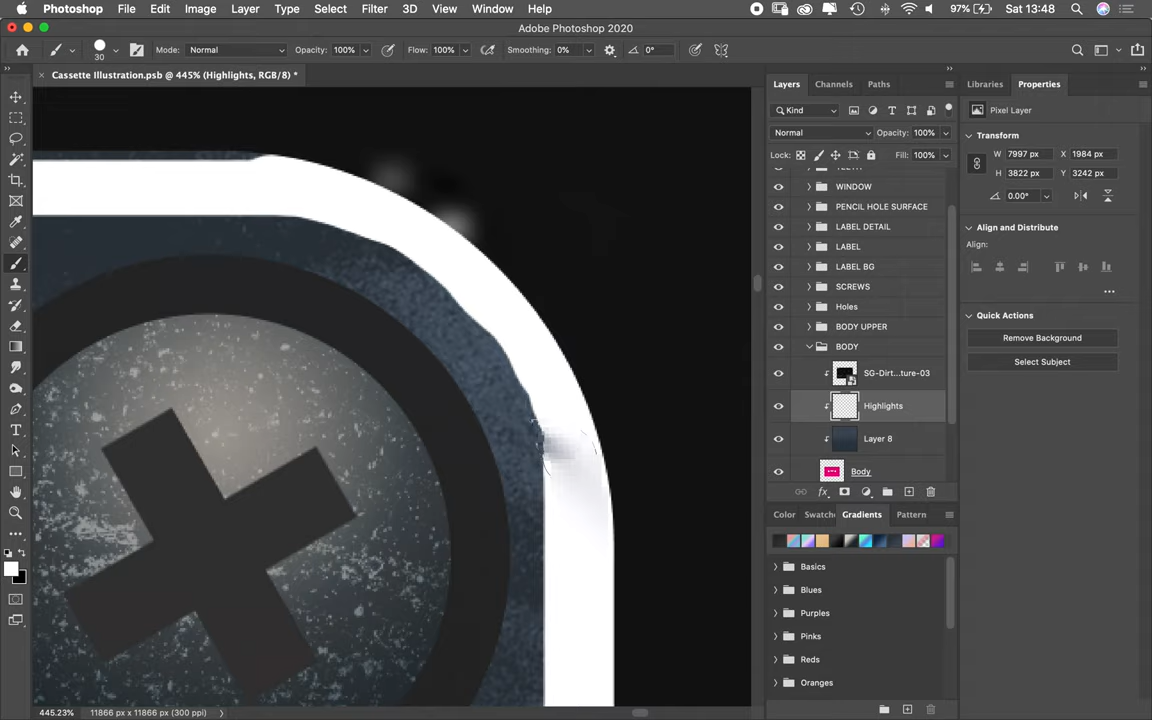 Photoshop File Edit Image Layer Type Select Filter 3D View Window Help 97% Sat 13:48
Adobe Photoshop 2020
30 Mode: Normal Opacity: 100% Flow: 100% Smoothing: 0% 0°
Cassette Illustration.psb @ 445% (Highlights, RGB/8) *
Layers Channels Paths
Libraries Properties
Kind
Pixel Layer
Normal Opacity: 100%
Transform
Lock: Fill: 100%
W 7997 px X 1984 px
H 3822 px Y 3242 px
0.00°
WINDOW
PENCIL HOLE SURFACE
LABEL DETAIL
LABEL
LABEL BG
SCREWS
Holes
BODY UPPER
BODY
SG-Dirt...ture-03
Highlights
Layer 8
Body
Align and Distribute
Align:
Quick Actions
Remove Background
Select Subject
fx
Color Swatche Gradients Pattern
Basics
Blues
Purples
Pinks
Reds
Oranges
445.23% 11866 px x 11866 px (300 ppi)